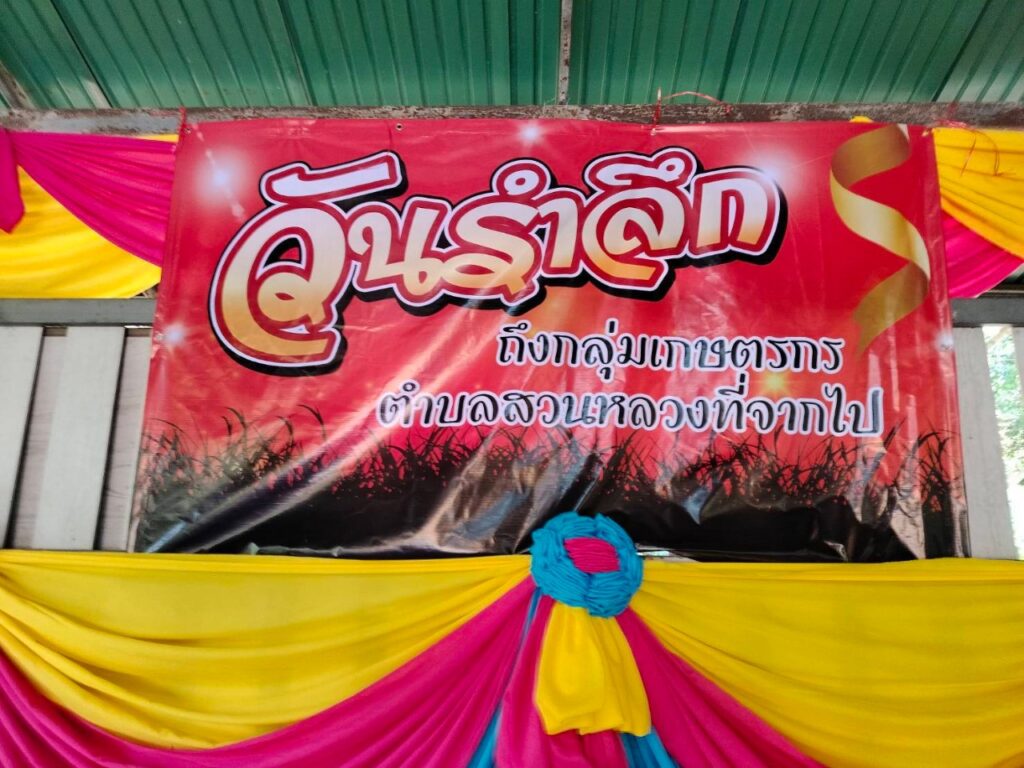 วันรำลึก
ถึงกลุ่มเกษตรกร
ตำบลสวนหลวงที่จากไป